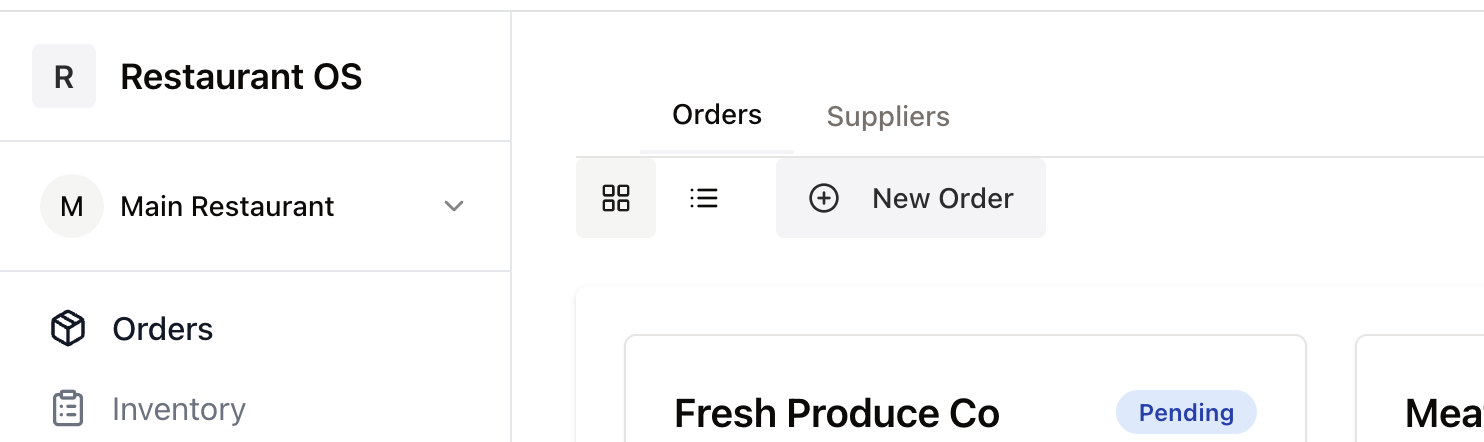 R
Restaurant OS
M
Main Restaurant
Orders
Inventory
Orders
Suppliers
New Order
Fresh Produce Co
Pending
Mea